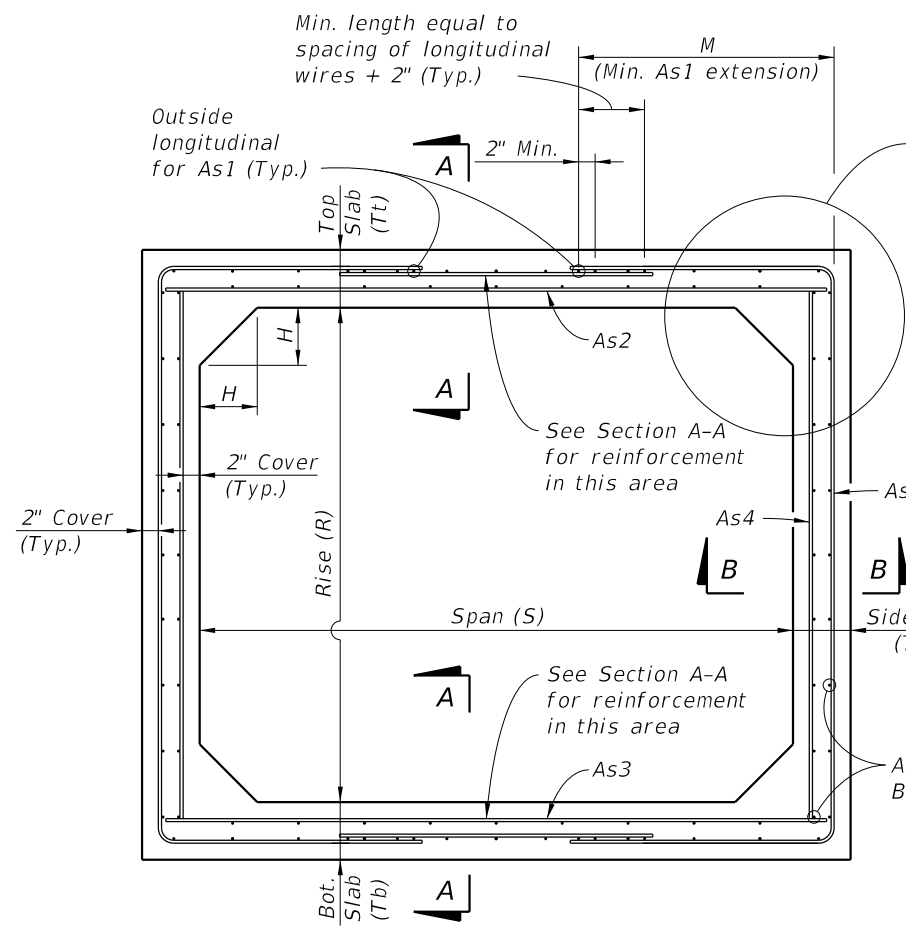 Min. length equal to
spacing of longitudinal
wires + 2" (Typ.)
M
(Min. As1 extension)
Outside
longitudinal
for As1 (Typ.)
A
2" Min.
Top
Slab
(Tt)
H
As2
H
A
See Section A-A
for reinforcement
in this area
2" Cover
(Typ.)
2" Cover
(Typ.)
As4
As
Rise (R)
B
B
Span (S)
Side
A
See Section A-A
for reinforcement
in this area
As3
A
B
Bot.
Slab
(Tb)
A